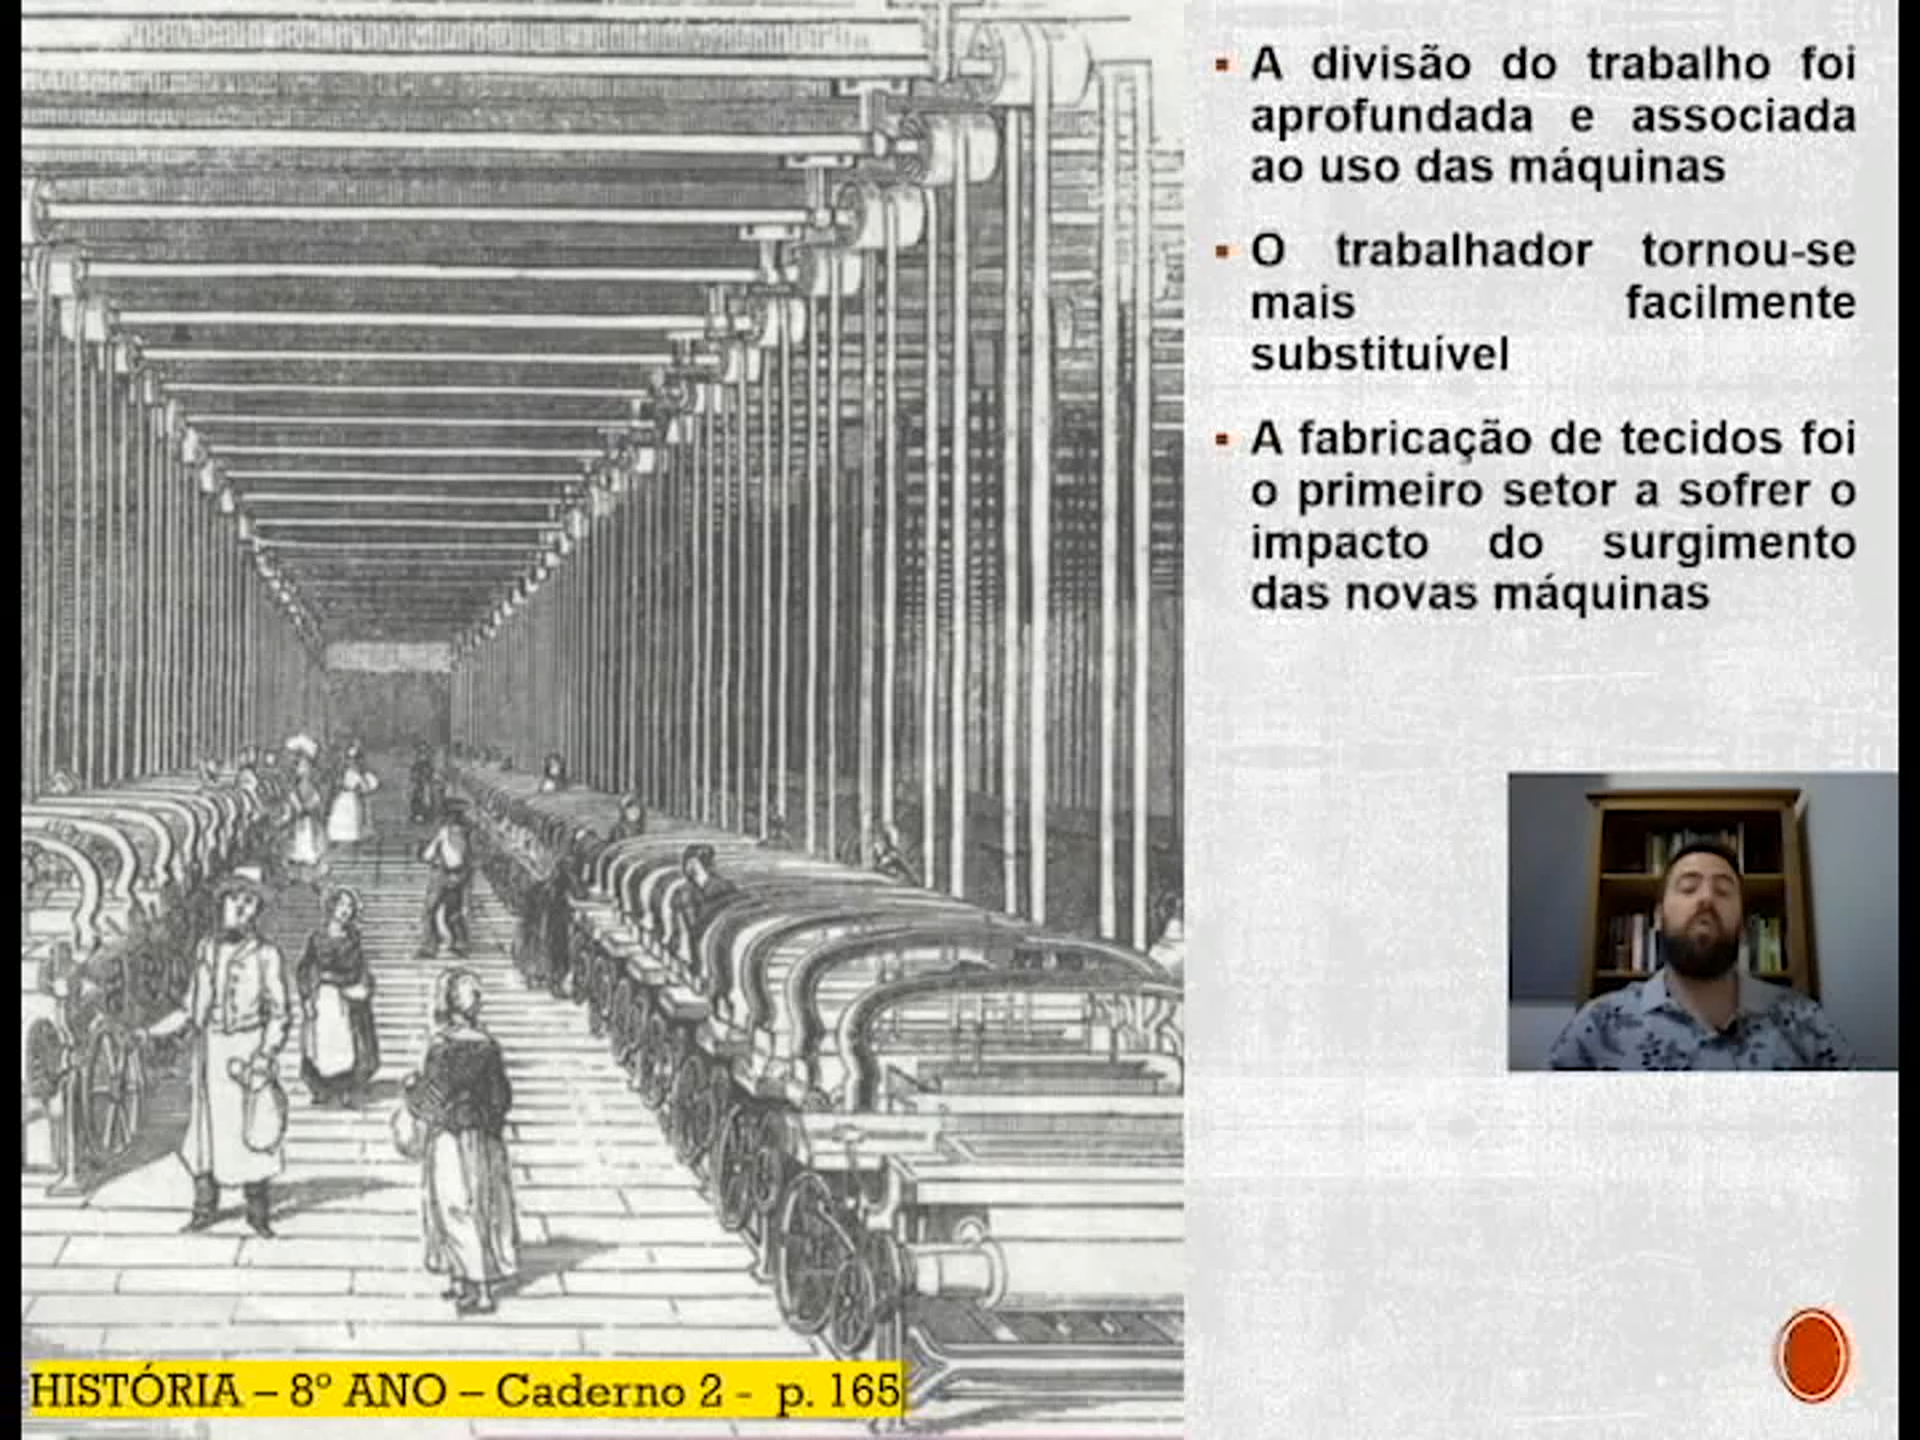 A divisão do trabalho foi
aprofundada e associada
ao uso das máquinas
O trabalhador tornou-se
mais facilmente
substituível
A fabricação de tecidos foi
o primeiro setor a sofrer o
impacto do surgimento
das novas máquinas
HISTÓRIA – 8º ANO – Caderno 2 - p. 165